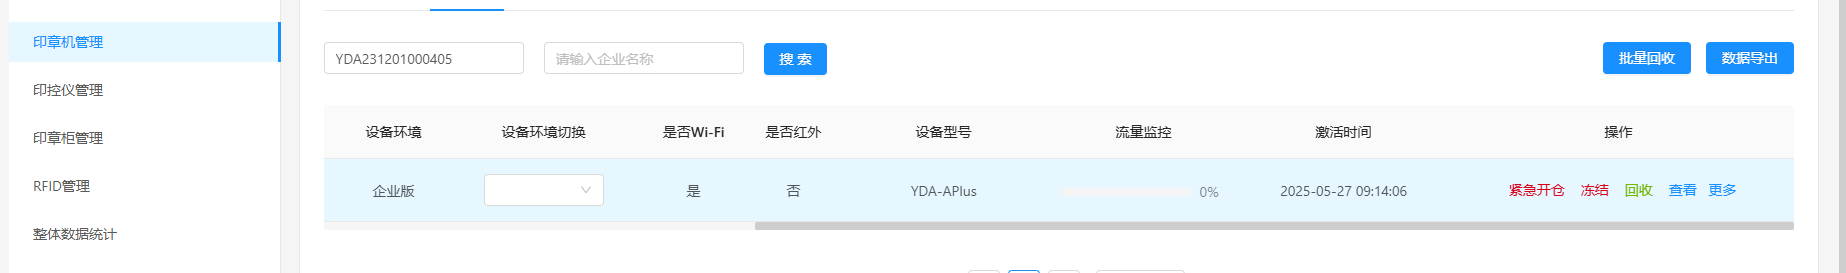 印章机管理
印控仪管理
印章柜管理
RFID管理
整体数据统计
YDA231201000405 请输入企业名称 搜 索 批量回收 数据导出
设备环境 设备环境切换 是否Wi-Fi 是否红外 设备型号 流量监控 激活时间 操作
企业版 是 否 YDA-APlus 0% 2025-05-27 09:14:06 紧急开仓 冻结 回收 查看 更多